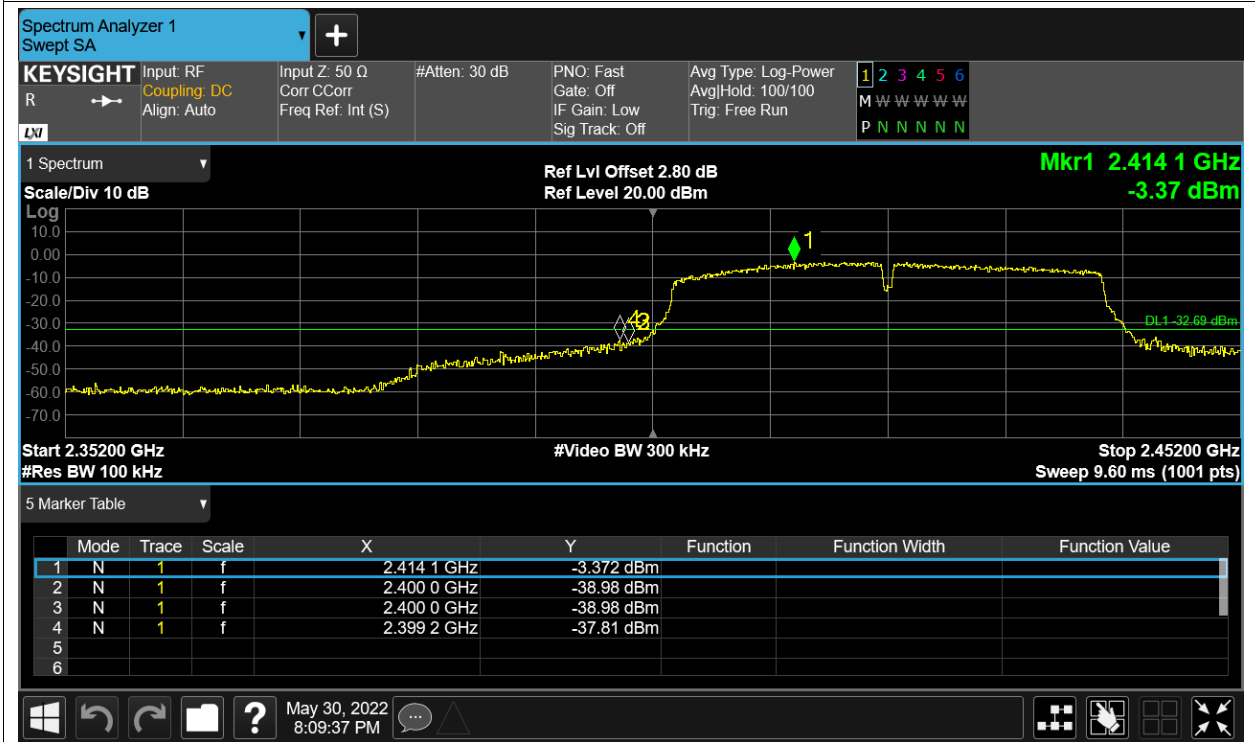 Spectrum Analyzer 1
Swept SA
+
KEYSIGHT Input: RF Input Z: 50 Ω #Atten: 30 dB PNO: Fast Avg Type: Log-Power 1 2 3 4 5 6
R Coupling: DC Corr CCorr Gate: Off Avg|Hold: 100/100 M W W W W W
Align: Auto Freq Ref: Int (S) IF Gain: Low Trig: Free Run
LXI Sig Track: Off P N N N N N
1 Spectrum Ref Lvl Offset 2.80 dB Mkr1 2.414 1 GHz
Scale/Div 10 dB Ref Level 20.00 dBm -3.37 dBm
Log
10.0
1
0.00
-10.0
-20.0
-30.0 DL1 -32.69 dBm
-40.0
-50.0
-60.0
-70.0
Start 2.35200 GHz #Video BW 300 kHz Stop 2.45200 GHz
#Res BW 100 kHz Sweep 9.60 ms (1001 pts)
5 Marker Table
Mode Trace Scale X Y Function Function Width Function Value
1 N 1 f 2.414 1 GHz -3.372 dBm
2 N 1 f 2.400 0 GHz -38.98 dBm
3 N 1 f 2.400 0 GHz -38.98 dBm
4 N 1 f 2.399 2 GHz -37.81 dBm
5
6
? May 30, 2022
8:09:37 PM